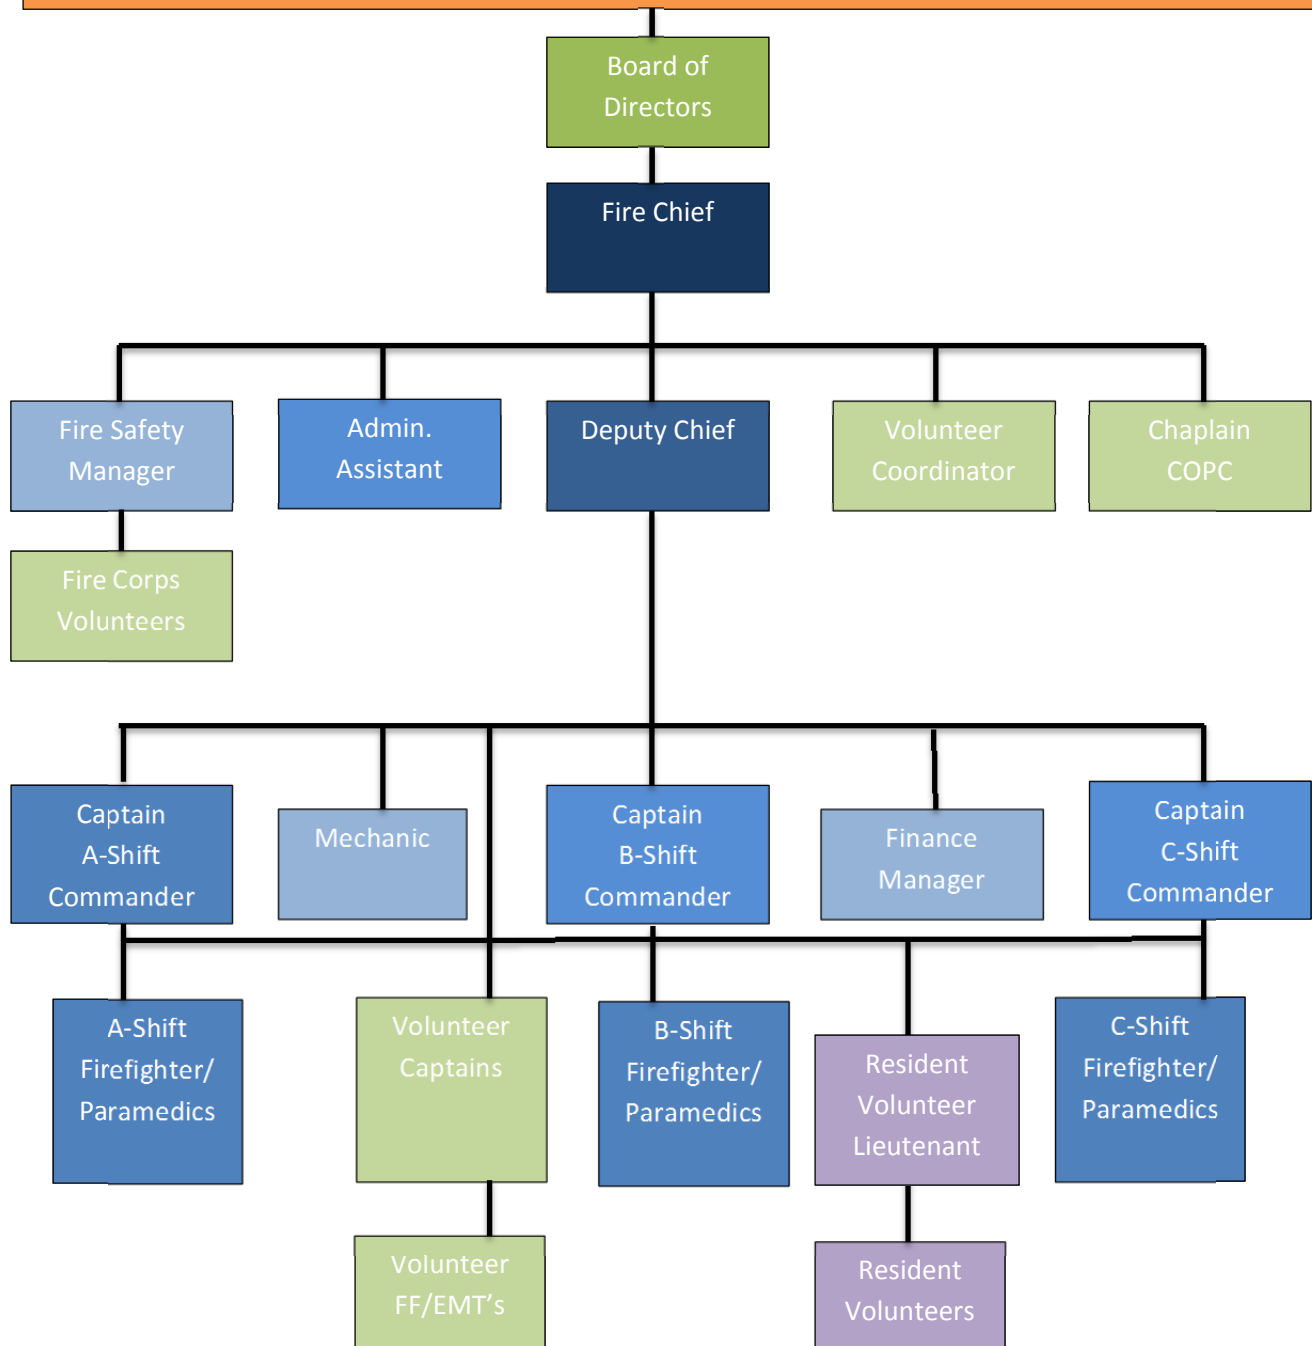 Board of
Directors
Fire Chief
Fire Safety
Manager
Admin.
Assistant
Deputy Chief
Volunteer
Coordinator
Chaplain
COPC
Fire Corps
Volunteers
Captain
A-Shift
Commander
Mechanic
Captain
B-Shift
Commander
Finance
Manager
Captain
C-Shift
Commander
A-Shift
Firefighter/
Paramedics
Volunteer
Captains
B-Shift
Firefighter/
Paramedics
Resident
Volunteer
Lieutenant
C-Shift
Firefighter/
Paramedics
Volunteer
FF/EMT’s
Resident
Volunteers